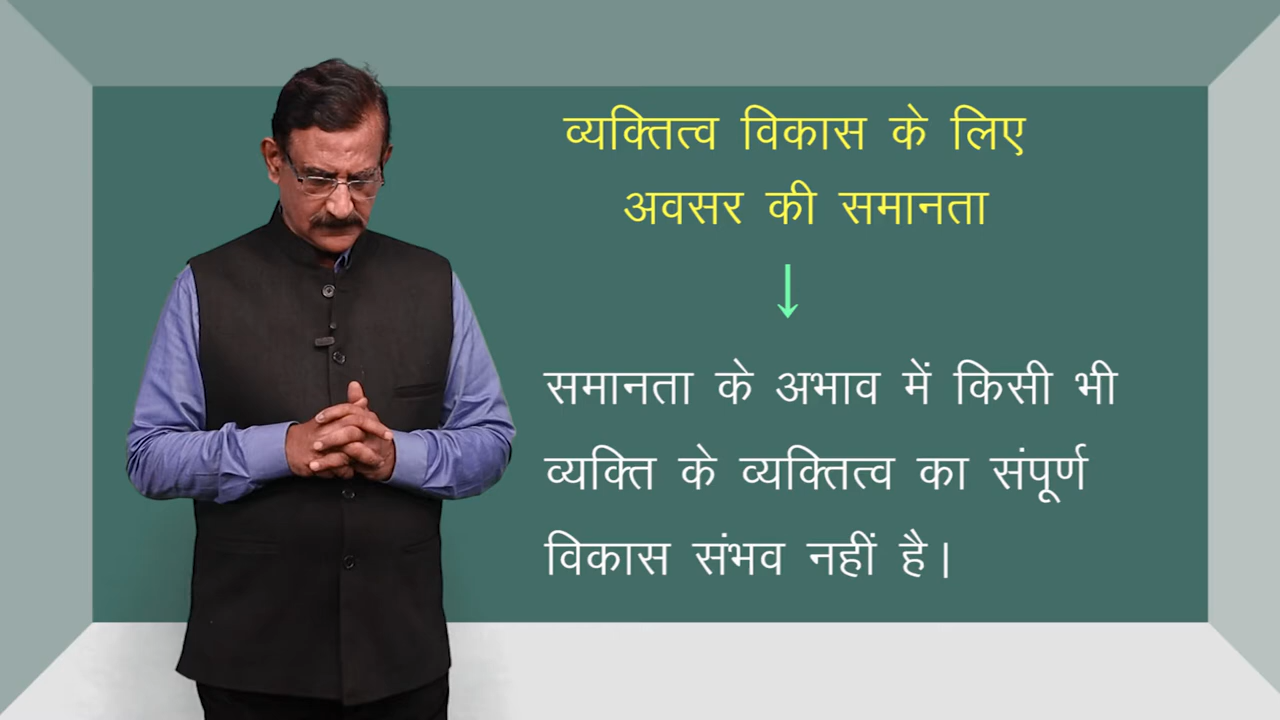 व्यक्तित्व विकास के लिए
अवसर की समानता
↓
समानता के अभाव में किसी भी
व्यक्ति के व्यक्तित्व का संपूर्ण
विकास संभव नहीं है।